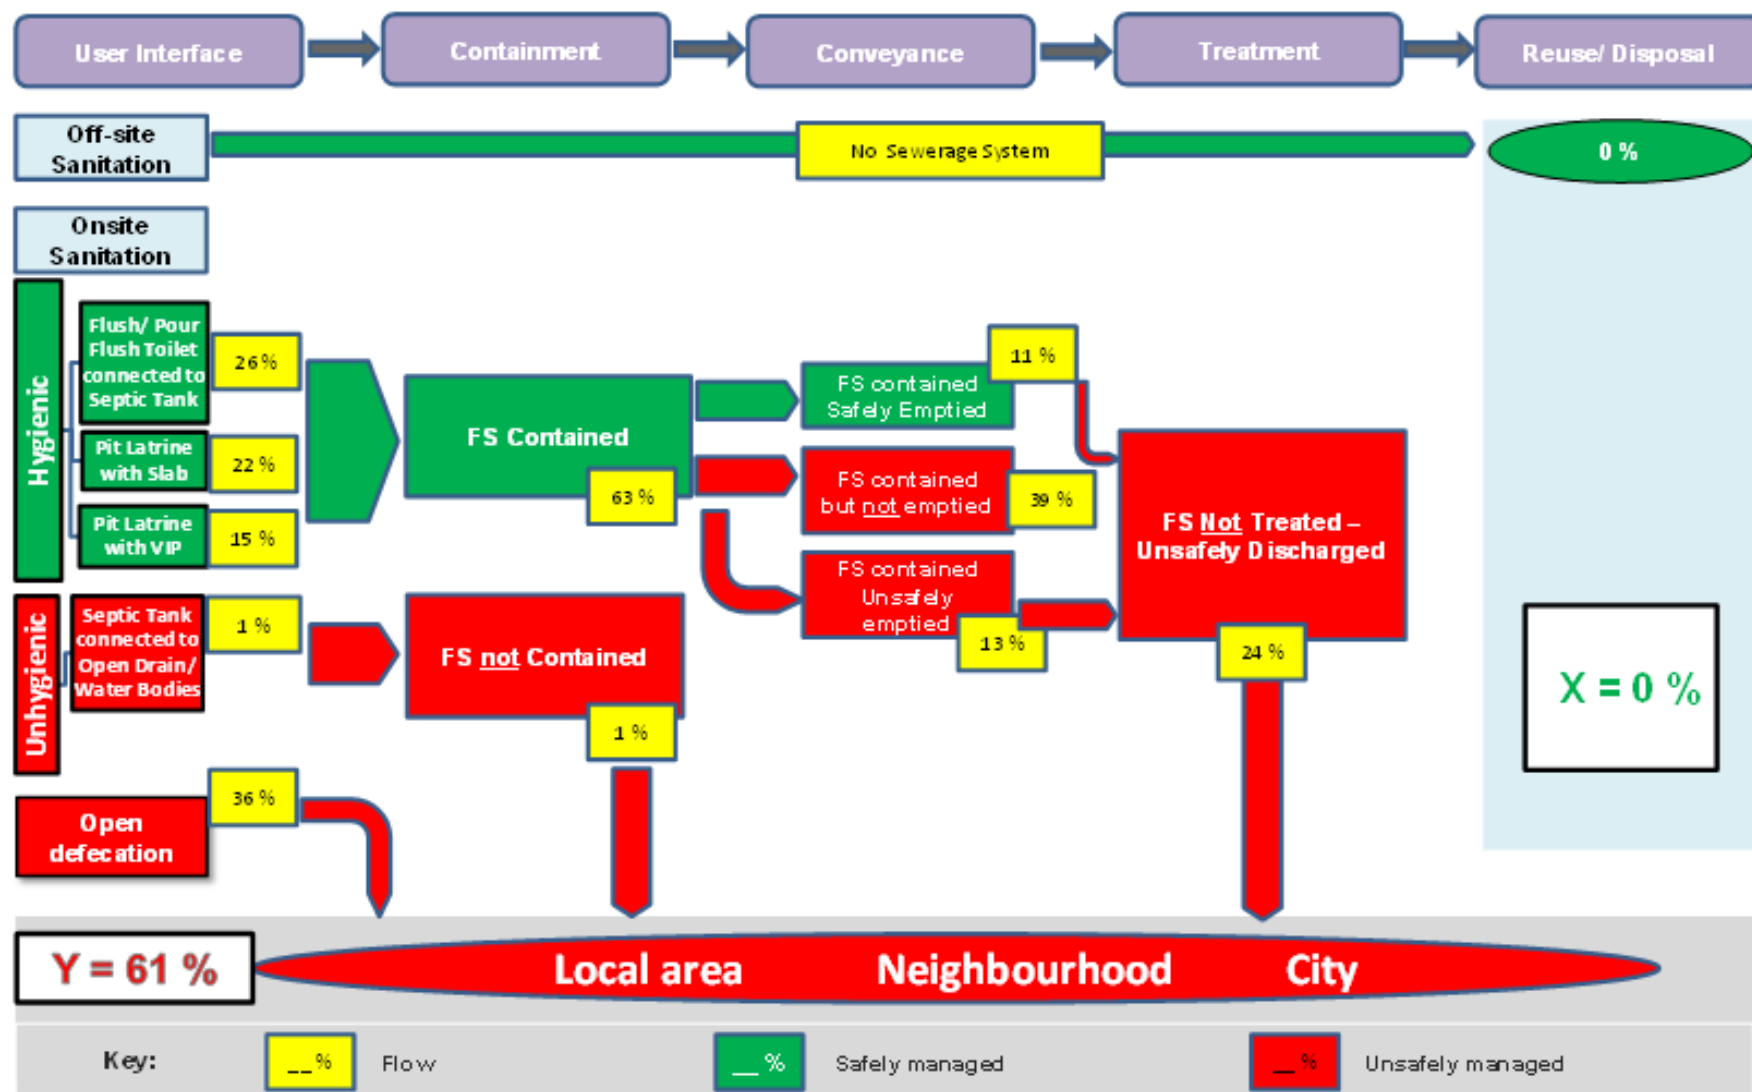 User Interface
Containment
Conveyance
Treatment
Reuse/ Disposal
Off-site
Sanitation
No Sewerage System
0 %
Onsite
Sanitation
Hygienic
Flush/ Pour
Flush Toilet
connected to
Septic Tank
26 %
Pit Latrine
with Slab
22 %
Pit Latrine
with VIP
15 %
FS Contained
63 %
FS contained
Safely Emptied
11 %
FS contained
but not emptied
39 %
FS contained
Unsafely
emptied
13 %
FS Not Treated –
Unsafely Discharged
24 %
Unhygienic
Septic Tank
connected to
Open Drain/
Water Bodies
1 %
FS not Contained
1 %
X = 0 %
Open
defecation
36 %
Y = 61 %
Local area Neighbourhood City
Key:
__ % Flow
__ % Safely managed
__ % Unsafely managed